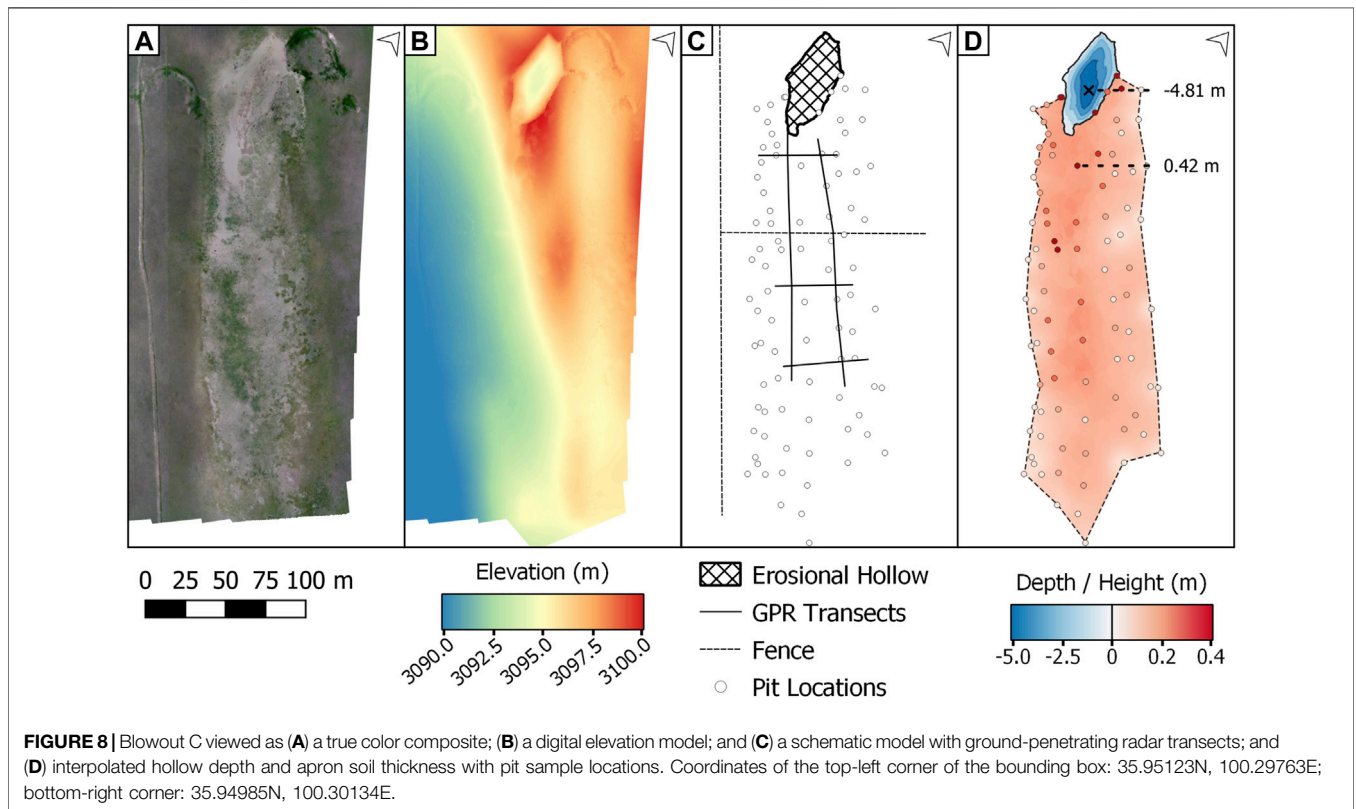 A
B
C
D
-4.81 m
0.42 m
0 25 50 75 100 m
Elevation (m)
3090.0 3092.5 3095.0 3097.5 3100.0
Erosional Hollow
GPR Transects
Fence
Pit Locations
Depth / Height (m)
-5.0 -2.5 0 0.2 0.4
FIGURE 8 | Blowout C viewed as (A) a true color composite; (B) a digital elevation model; and (C) a schematic model with ground-penetrating radar transects; and
(D) interpolated hollow depth and apron soil thickness with pit sample locations. Coordinates of the top-left corner of the bounding box: 35.95123N, 100.29763E;
bottom-right corner: 35.94985N, 100.30134E.